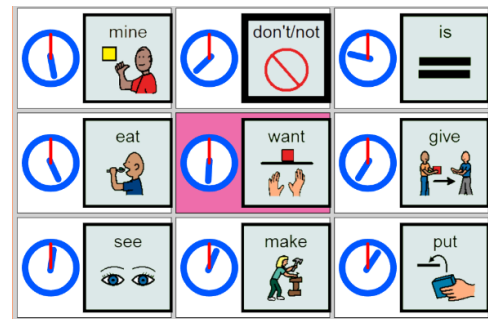 mine
don't/not
is
eat
want
give
see
make
put